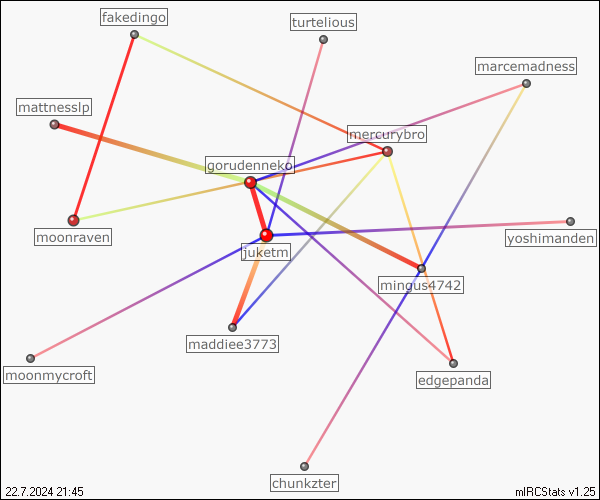 fakedingo
turtelious
marcemadness
mattnesslp
mercurybro
gorudenneko
moonraven
juketm
yoshimanden
mingus4742
maddiee3773
moonmycroft
edgepanda
chunkzter
22.7.2024 21:45
mIRCStats v1.25